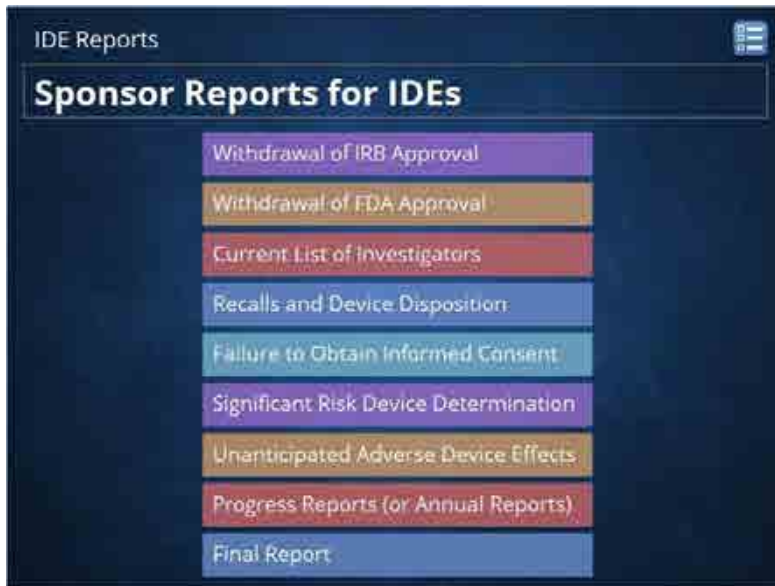 IDE Reports
Sponsor Reports for IDEs
Withdrawal of IRB Approval
Withdrawal of FDA Approval
Current List of Investigators
Recalls and Device Disposition
Failure to Obtain Informed Consent
Significant Risk Device Determination
Unanticipated Adverse Device Effects
Progress Reports (or Annual Reports)
Final Report